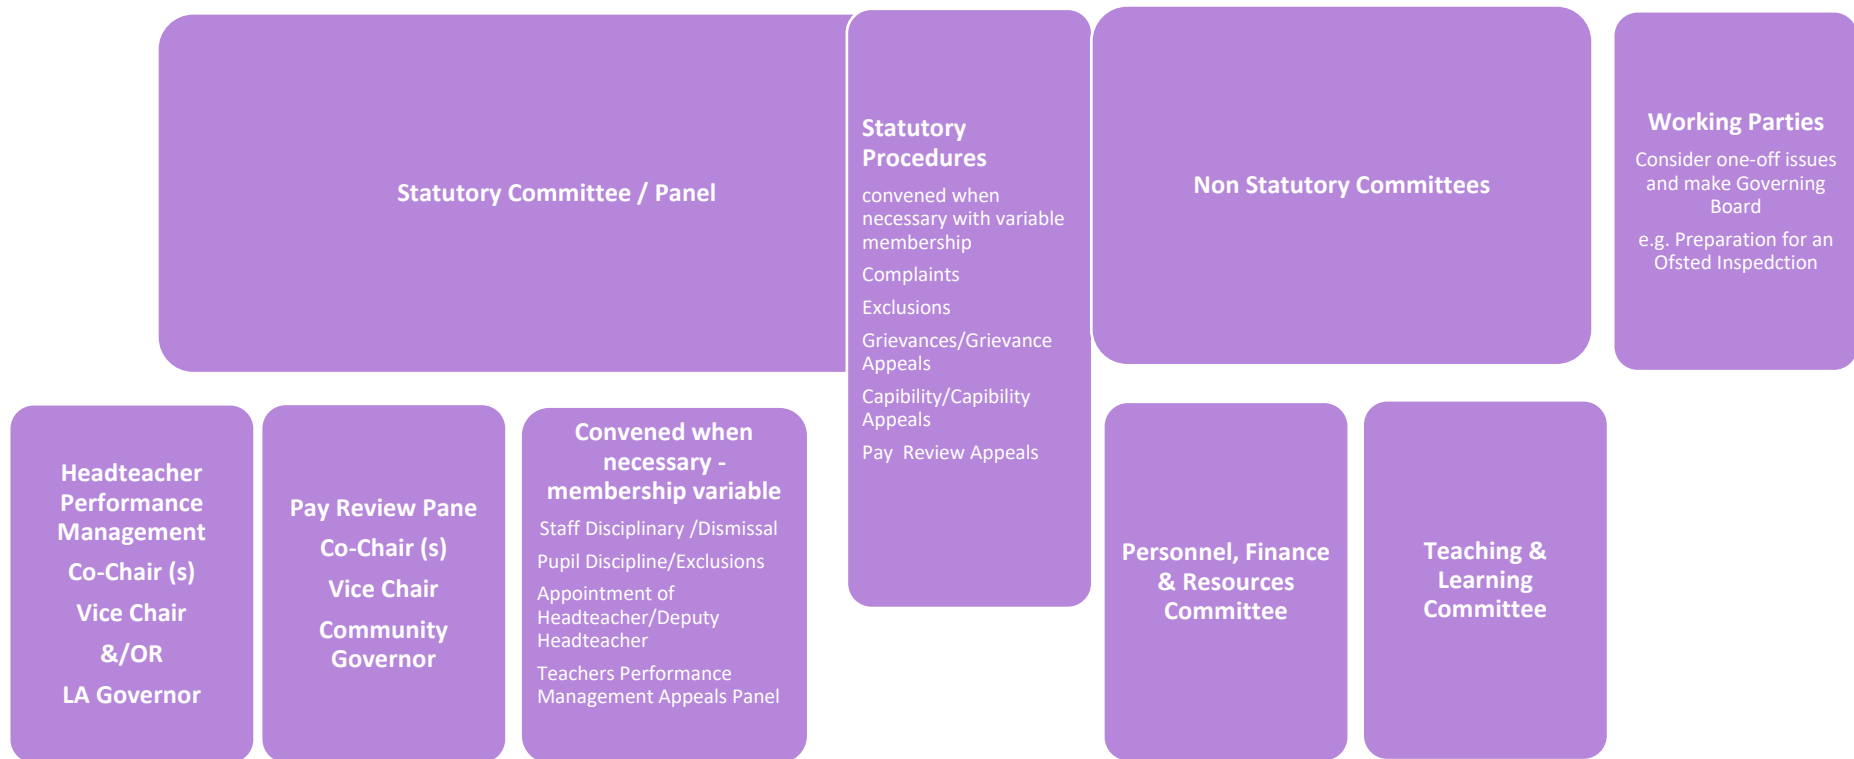 Statutory Committee / Panel
Statutory
Procedures
convened when
necessary with variable
membership
Complaints
Exclusions
Grievances/Grievance
Appeals
Capibility/Capibility
Appeals
Pay Review Appeals
Non Statutory Committees
Working Parties
Consider one-off issues
and make Governing
Board
e.g. Preparation for an
Ofsted Inspedction
Headteacher
Performance
Management
Co-Chair (s)
Vice Chair
&/OR
LA Governor
Pay Review Pane
Co-Chair (s)
Vice Chair
Community
Governor
Convened when
necessary -
membership variable
Staff Disciplinary /Dismissal
Pupil Discipline/Exclusions
Appointment of
Headteacher/Deputy
Headteacher
Teachers Performance
Management Appeals Panel
Personnel, Finance
& Resources
Committee
Teaching &
Learning
Committee